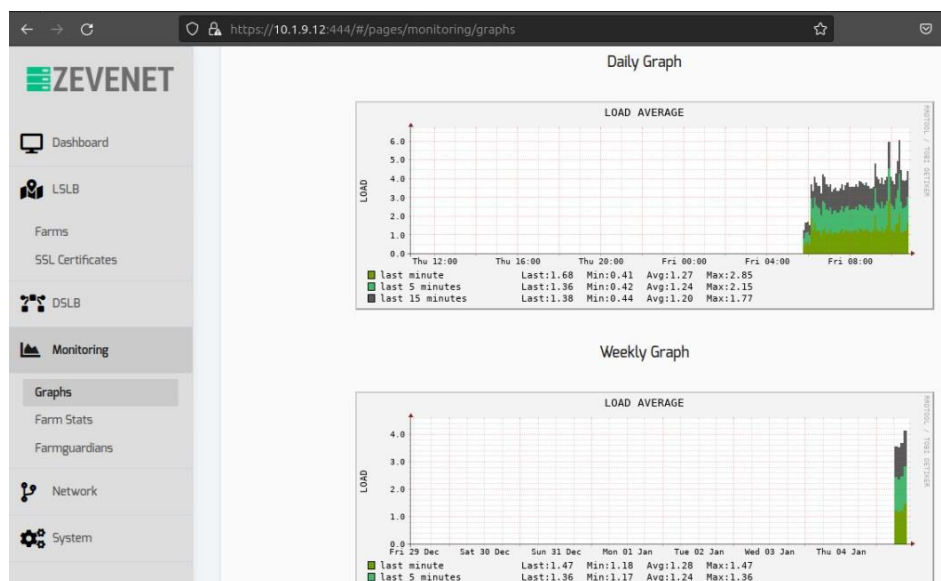 https://10.1.9.12:444/#/pages/monitoring/graphs
ZEVENET
Dashboard
LSLB
Farms
SSL Certificates
DSLB
Monitoring
Graphs
Farm Stats
Farmguardians
Network
System
Daily Graph
LOAD AVERAGE
RRDTOOL / TOBI OETIKER
LOAD
6.0
5.0
4.0
3.0
2.0
1.0
0.0
Thu 12:00 Thu 16:00 Thu 20:00 Fri 00:00 Fri 04:00 Fri 08:00
last minute Last:1.68 Min:0.41 Avg:1.27 Max:2.85
last 5 minutes Last:1.36 Min:0.42 Avg:1.24 Max:2.15
last 15 minutes Last:1.38 Min:0.44 Avg:1.20 Max:1.77
Weekly Graph
LOAD AVERAGE
RRDTOOL / TOBI OETIKER
LOAD
4.0
3.0
2.0
1.0
0.0
Fri 29 Dec Sat 30 Dec Sun 31 Dec Mon 01 Jan Tue 02 Jan Wed 03 Jan Thu 04 Jan
last minute Last:1.47 Min:1.18 Avg:1.28 Max:1.47
last 5 minutes Last:1.36 Min:1.17 Avg:1.24 Max:1.36